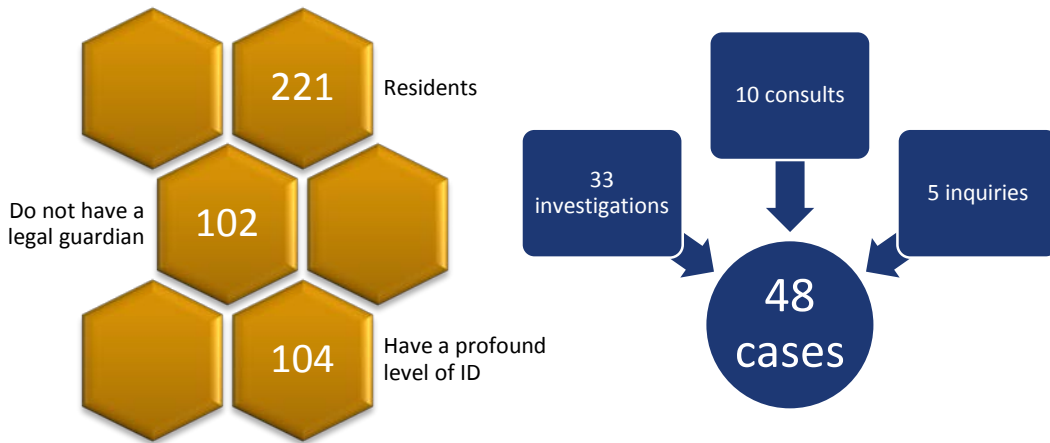 221
Residents
Do not have a
legal guardian
102
104
Have a profound
level of ID
10 consults
33
investigations
5 inquiries
48
cases